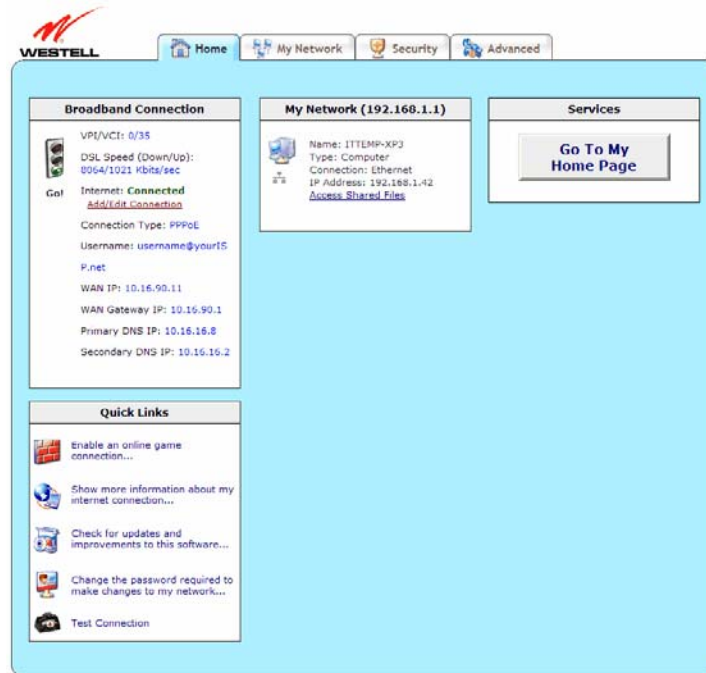 WESTELL
Home
My Network
Security
Advanced
Broadband Connection
VPI/VCI: 0/35
DSL Speed (Down/Up):
8064/1021 Kbits/sec
Go!
Internet: Connected
Add/Edit Connection
Connection Type: PPPoE
Username: username@yourIS
P.net
WAN IP: 10.16.90.11
WAN Gateway IP: 10.16.90.1
Primary DNS IP: 10.16.16.8
Secondary DNS IP: 10.16.16.2
Quick Links
Enable an online game
connection...
Show more information about my
internet connection...
Check for updates and
improvements to this software...
Change the password required to
make changes to my network...
Test Connection
My Network (192.168.1.1)
Name: ITTEMP-XP3
Type: Computer
Connection: Ethernet
IP Address: 192.168.1.42
Access Shared Files
Services
Go To My
Home Page